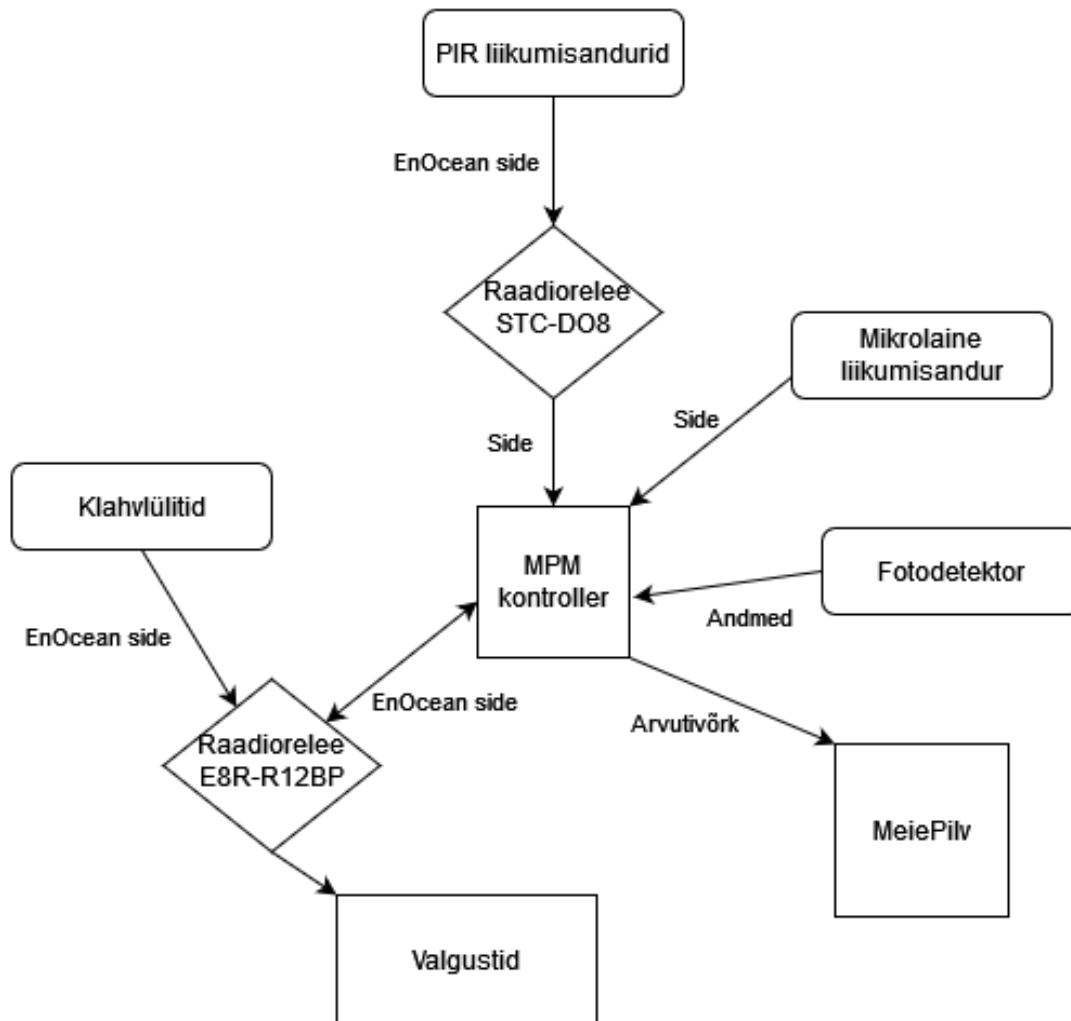 PIR liikumisandurid
EnOcean side
Raadiorelee
STC-DO8
Mikrolaine
liikumisandur
Side
Side
Klahvlülitid
MPM
kontroller
Fotodetektor
Andmed
EnOcean side
EnOcean side
Arvutivõrk
Raadiorelee
E8R-R12BP
MeiePilv
Valgustid